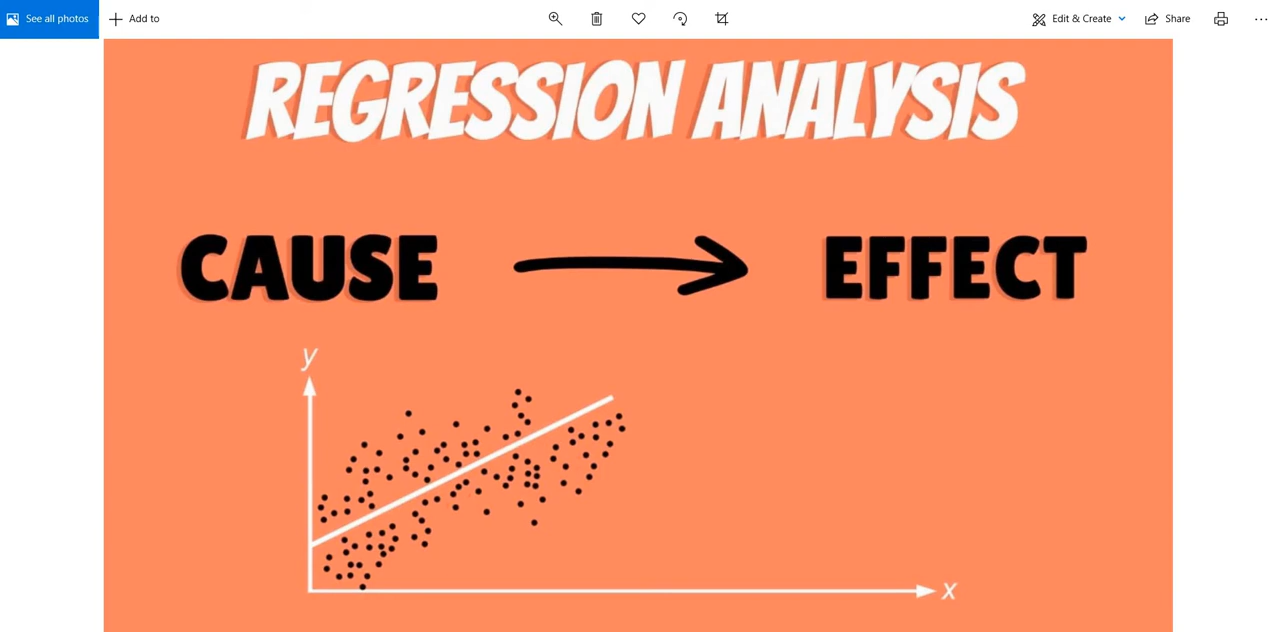 See all photos
Add to
Edit & Create
Share
REGRESSION ANALYSIS
CAUSE
EFFECT
y
x